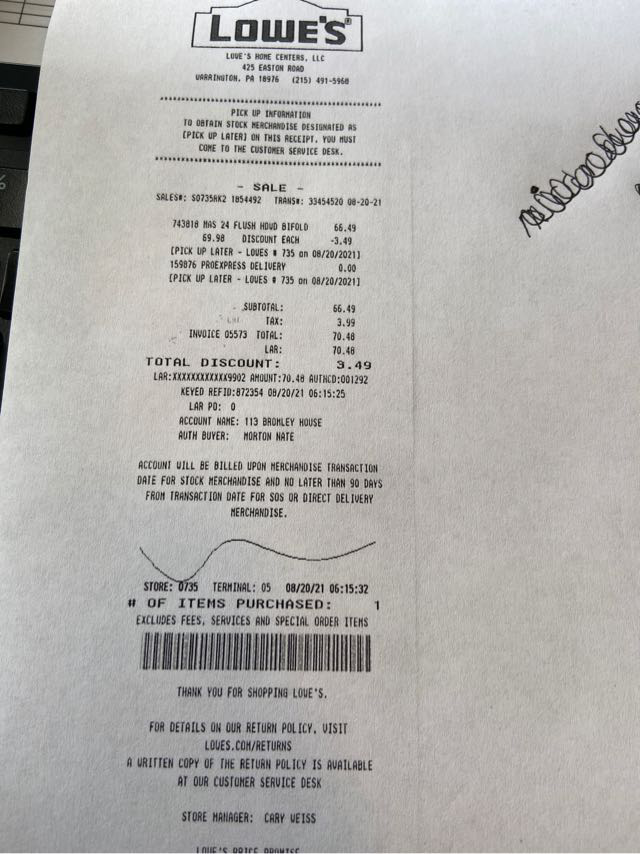 LOWE'S
LOWE'S HOME CENTERS, LLC
425 EASTON ROAD
WARRINGTON, PA 18976 (215) 491-5960
PICK UP INFORMATION
TO OBTAIN STOCK MERCHANDISE DESIGNATED AS
[PICK UP LATER] ON THIS RECEIPT, YOU MUST
COME TO THE CUSTOMER SERVICE DESK.
- SALE -
SALES#: S0735RK2 1854492 TRANS#: 33454520 08-20-21
743818 MAS 24 FLUSH HDWD BIFOLD 66.49
69.98 DISCOUNT EACH -3.49
[PICK UP LATER - LOWES # 735 on 08/20/2021]
159876 PROEXPRESS DELIVERY 0.00
[PICK UP LATER - LOWES # 735 on 08/20/2021]
SUBTOTAL: 66.49
TAX: 3.99
INVOICE 05573 TOTAL: 70.48
LAR: 70.48
TOTAL DISCOUNT: 3.49
LAR:XXXXXXXXXXXX9902 AMOUNT:70.48 AUTHCD:001292
KEYED REFID:872354 08/20/21 06:15:25
LAR PO: 0
ACCOUNT NAME: 113 BROMLEY HOUSE
AUTH BUYER: MORTON NATE
ACCOUNT WILL BE BILLED UPON MERCHANDISE TRANSACTION
DATE FOR STOCK MERCHANDISE AND NO LATER THAN 90 DAYS
FROM TRANSACTION DATE FOR SOS OR DIRECT DELIVERY
MERCHANDISE.
STORE: 0735 TERMINAL: 05 08/20/21 06:15:32
# OF ITEMS PURCHASED: 1
EXCLUDES FEES, SERVICES AND SPECIAL ORDER ITEMS
THANK YOU FOR SHOPPING LOWE'S.
FOR DETAILS ON OUR RETURN POLICY, VISIT
LOWES.COM/RETURNS
A WRITTEN COPY OF THE RETURN POLICY IS AVAILABLE
AT OUR CUSTOMER SERVICE DESK
STORE MANAGER: CARY WEISS
LOWE'S PRICE PROMISE